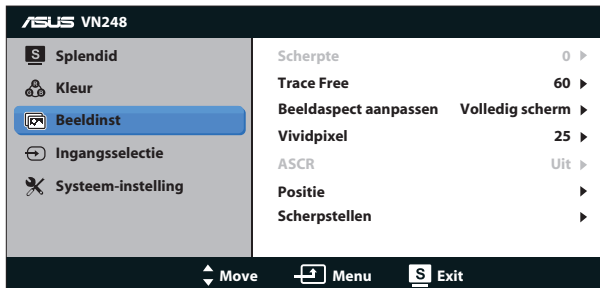 ASUS VN248
S Splendid
Kleur
Beeldinst
Ingangsselectie
Systeem-instelling
Scherpte 0
Trace Free 60
Beeldaspect aanpassen Volledig scherm
Vividpixel 25
ASCR Uit
Positie
Scherpstellen
Move Menu S Exit